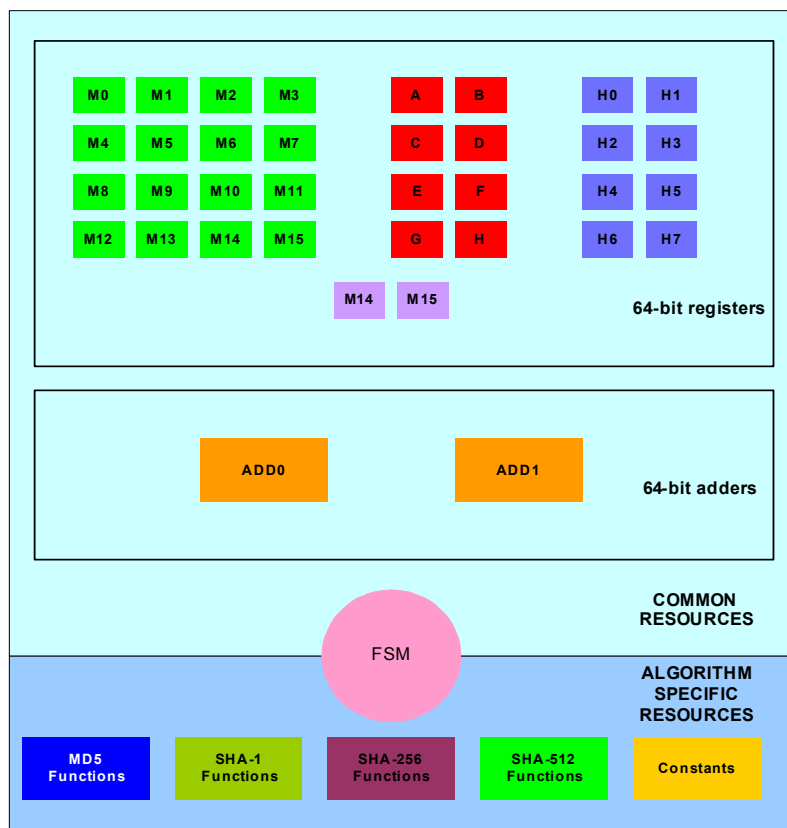 M0 M1 M2 M3 A B H0 H1
M4 M5 M6 M7 C D H2 H3
M8 M9 M10 M11 E F H4 H5
M12 M13 M14 M15 G H H6 H7
M14 M15
64-bit registers
ADD0 ADD1
64-bit adders
COMMON
RESOURCES
FSM
ALGORITHM
SPECIFIC
RESOURCES
MD5
Functions
SHA-1
Functions
SHA-256
Functions
SHA-512
Functions
Constants